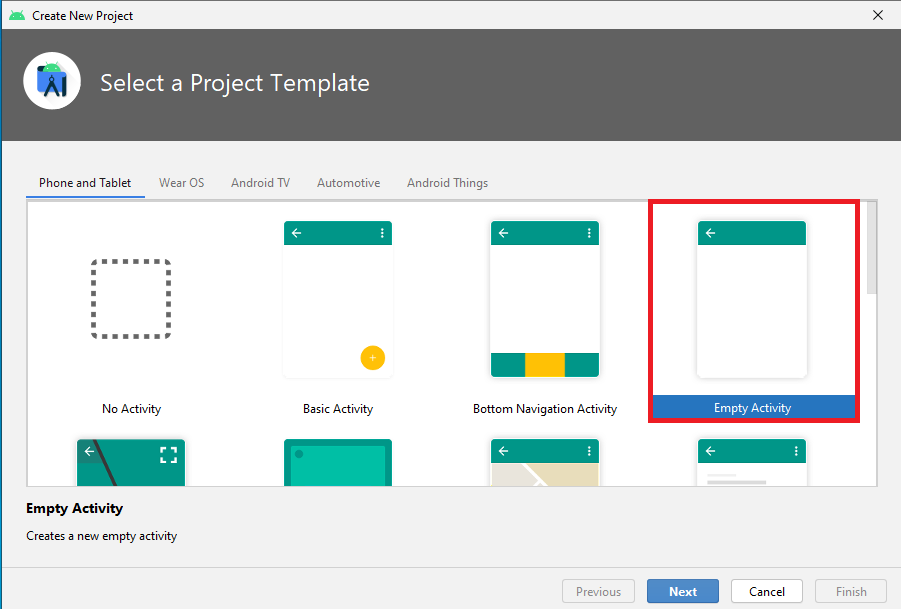 Create New Project
Select a Project Template
Phone and Tablet
Wear OS
Android TV
Automotive
Android Things
No Activity
Basic Activity
Bottom Navigation Activity
Empty Activity
Empty Activity
Creates a new empty activity
Previous
Next
Cancel
Finish